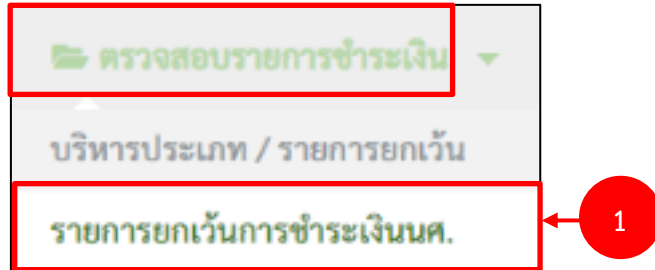 ตรวจสอบรายการชำระเงิน
บริหารประเภท / รายการยกเว้น
รายการยกเว้นการชำระเงินนศ.
1